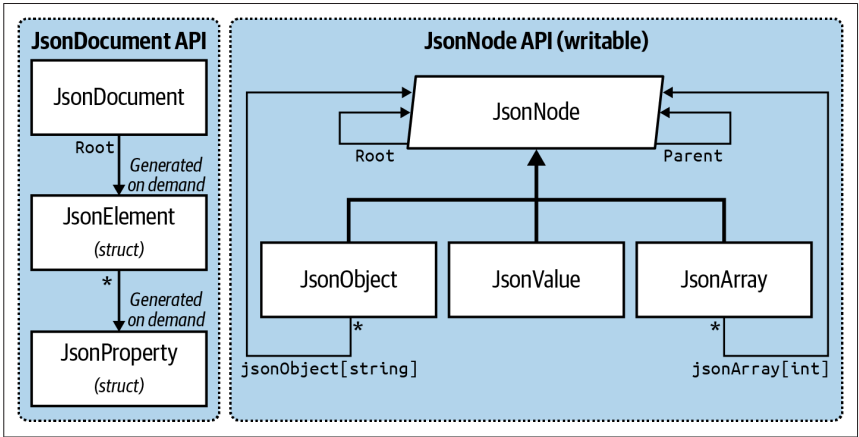 JsonDocument API
JsonDocument
Root
Generated
on demand
JsonElement
(struct)
*
Generated
on demand
JsonProperty
(struct)
JsonNode API (writable)
JsonNode
Root
Parent
JsonObject
JsonValue
JsonArray
*
*
jsonObject[string]
jsonArray[int]